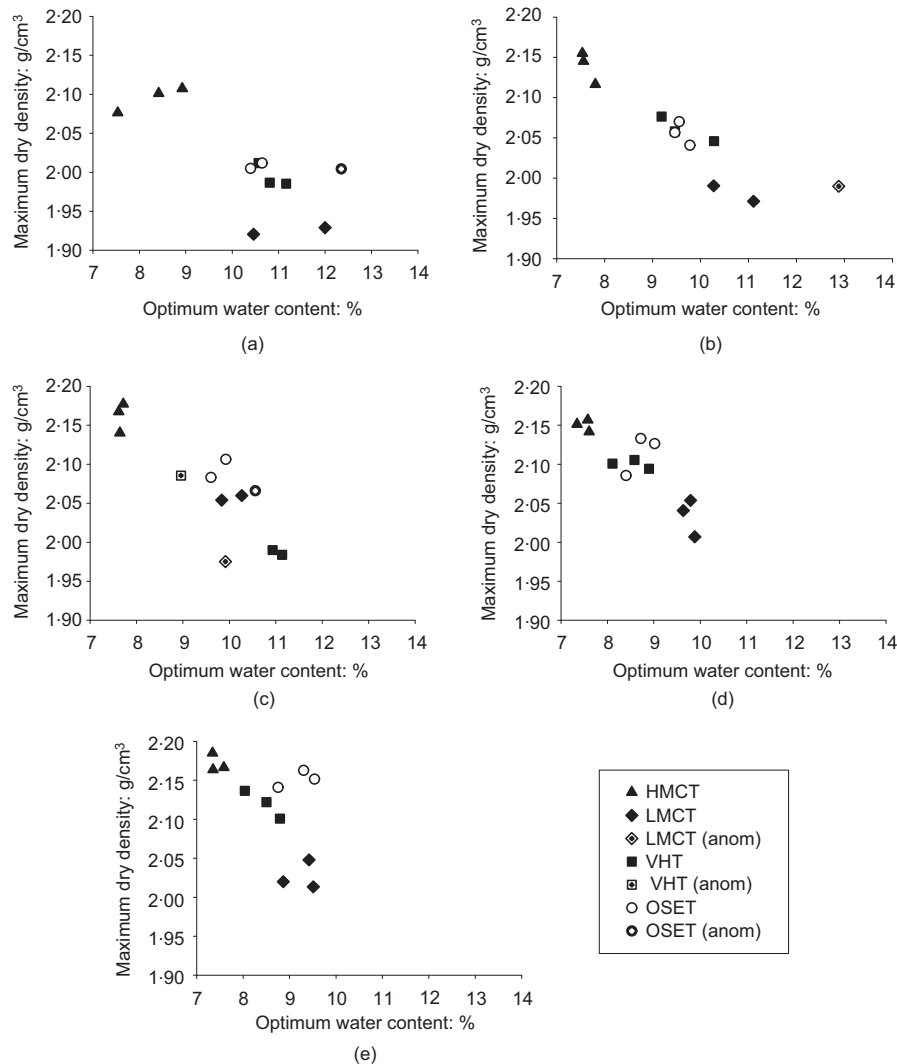 Maximum dry density: g/cm³
2·20
2·15
2·10
2·05
2·00
1·95
1·90
7 8 9 10 11 12 13 14
Optimum water content: %
(a)
Maximum dry density: g/cm³
2·20
2·15
2·10
2·05
2·00
1·95
1·90
7 8 9 10 11 12 13 14
Optimum water content: %
(b)
Maximum dry density: g/cm³
2·20
2·15
2·10
2·05
2·00
1·95
1·90
7 8 9 10 11 12 13 14
Optimum water content: %
(c)
Maximum dry density: g/cm³
2·20
2·15
2·10
2·05
2·00
1·95
1·90
7 8 9 10 11 12 13 14
Optimum water content: %
(d)
Maximum dry density: g/cm³
2·20
2·15
2·10
2·05
2·00
1·95
1·90
7 8 9 10 11 12 13 14
Optimum water content: %
(e)
HMCT
LMCT
LMCT (anom)
VHT
VHT (anom)
OSET
OSET (anom)